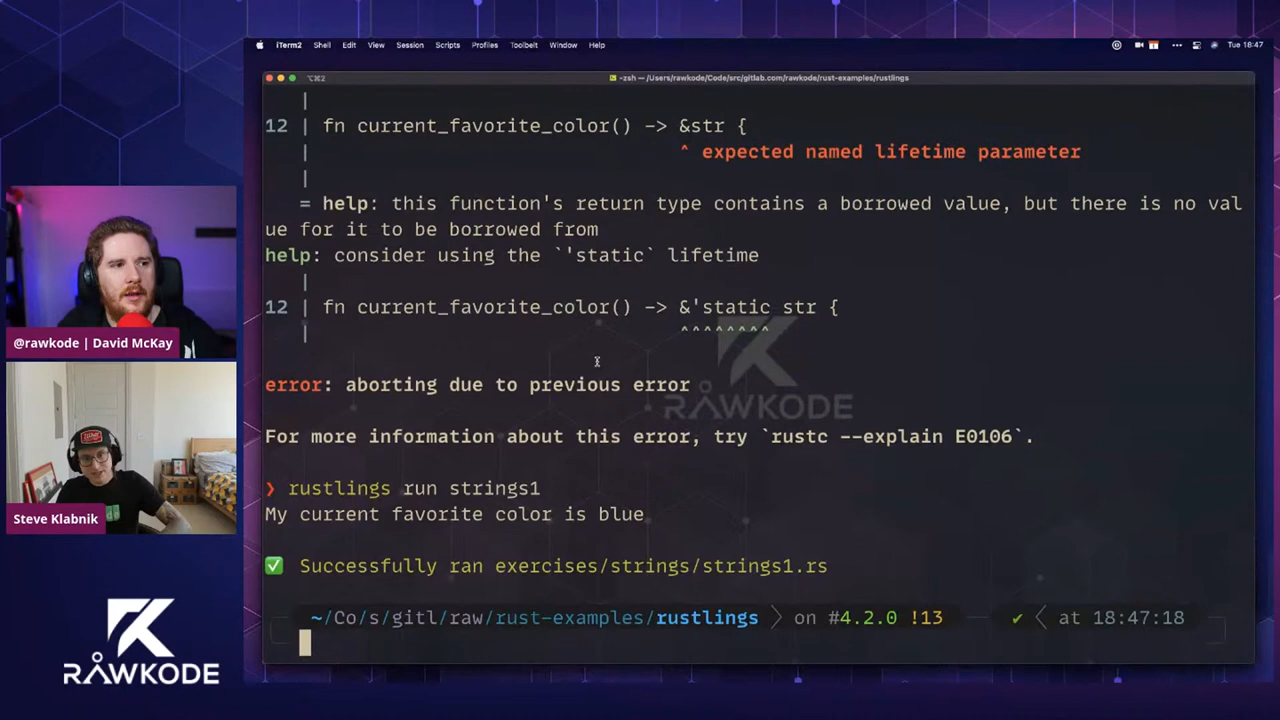 iTerm2 Shell Edit View Session Scripts Profiles Toolbelt Window Help
Tue 18:47
⌥⌘2
-zsh — /Users/rawkode/Code/src/gitlab.com/rawkode/rust-examples/rustlings
|
12 | fn current_favorite_color() -> &str {
| ^ expected named lifetime parameter
|
= help: this function's return type contains a borrowed value, but there is no val
ue for it to be borrowed from
help: consider using the `'static` lifetime
|
12 | fn current_favorite_color() -> &'static str {
| ^^^^^^^^
error: aborting due to previous error
For more information about this error, try `rustc --explain E0106`.
❯ rustlings run strings1
My current favorite color is blue
✅ Successfully ran exercises/strings/strings1.rs
~/Co/s/gitl/raw/rust-examples/rustlings on #4.2.0 !13 ✔ at 18:47:18
RAWKODE
@rawkode | David McKay
Steve Klabnik
RAWKODE